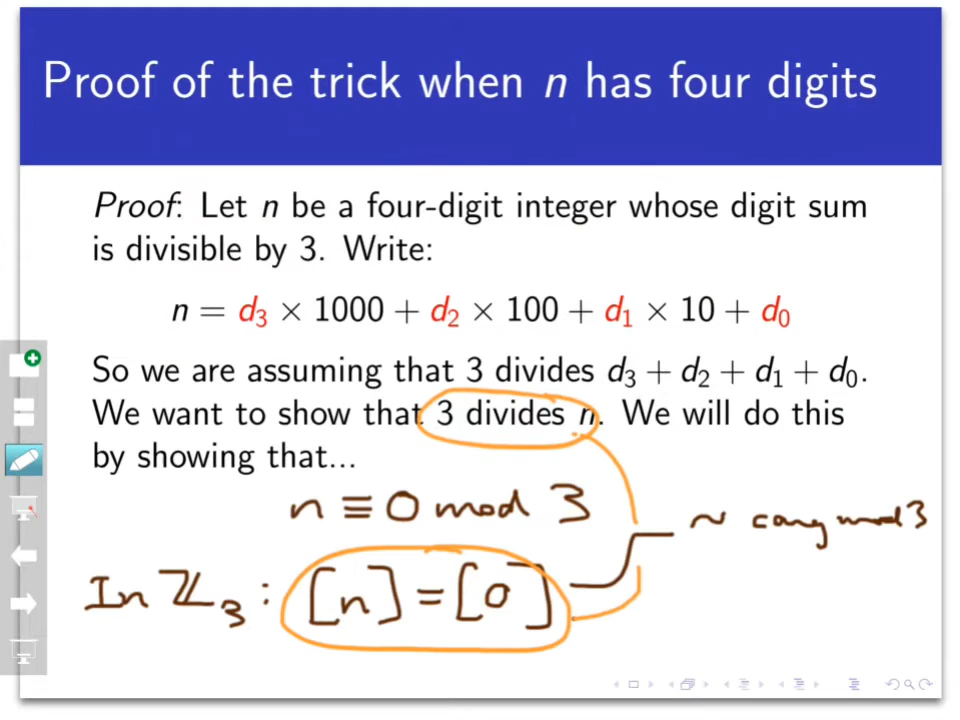 Proof of the trick when n has four digits
Proof: Let n be a four-digit integer whose digit sum
is divisible by 3. Write:
n = d₃ × 1000 + d₂ × 100 + d₁ × 10 + d₀
So we are assuming that 3 divides d₃ + d₂ + d₁ + d₀.
We want to show that 3 divides n. We will do this
by showing that...
n ≡ 0 mod 3
~ cong mod 3
In ℤ₃ : [n] = [0]